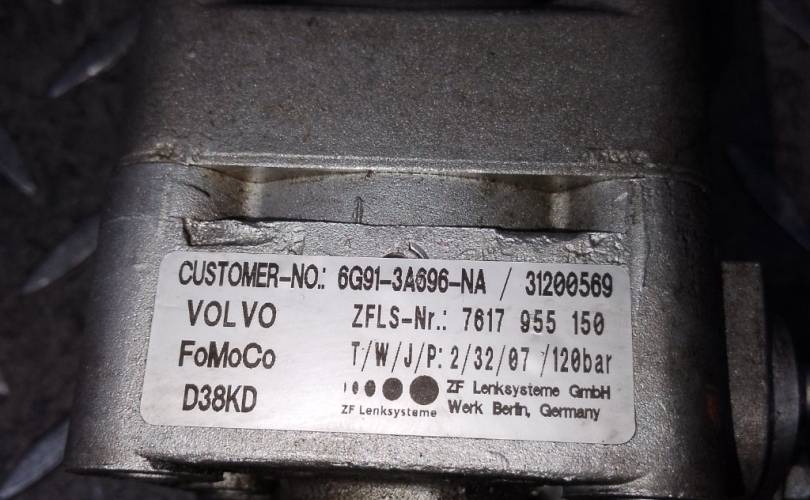 CUSTOMER-NO.: 6G91-3A696-NA / 31200569
VOLVO ZFLS-Nr.: 7617 955 150
FoMoCo T/W/J/P: 2/32/07 /120bar
D38KD ZF Lenksysteme ZF Lenksysteme GmbH
Werk Berlin, Germany